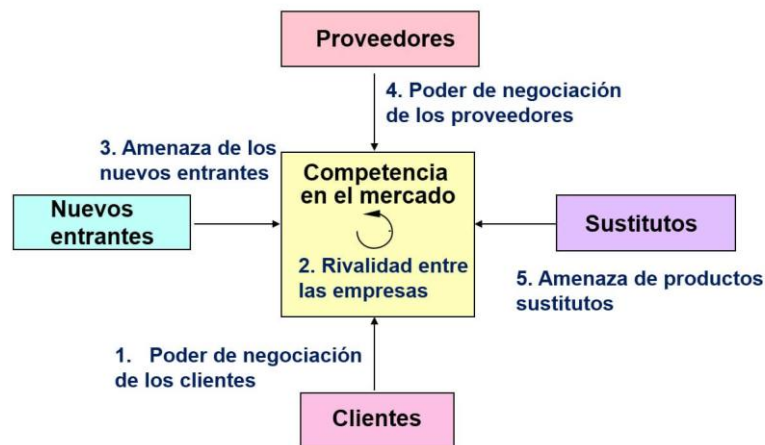 Proveedores
4. Poder de negociación
de los proveedores
3. Amenaza de los
nuevos entrantes
Competencia
en el mercado
Nuevos
entrantes
Sustitutos
2. Rivalidad entre
las empresas
5. Amenaza de productos
sustitutos
1. Poder de negociación
de los clientes
Clientes